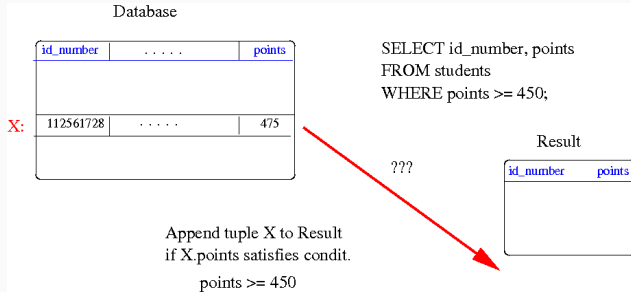 Database
id_number . . . . . points
X: 112561728 . . . . . 475
SELECT id_number, points
FROM students
WHERE points >= 450;
???
Result
id_number points
Append tuple X to Result
if X.points satisfies condit.
points >= 450